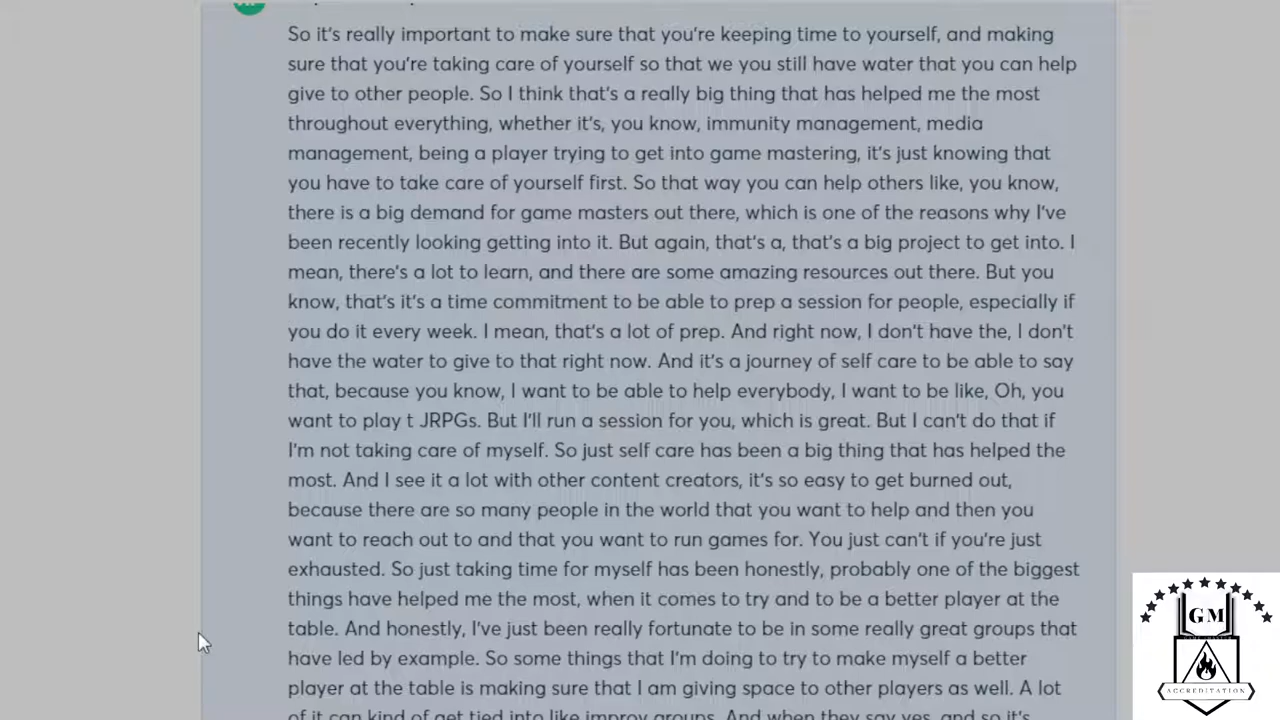 So it's really important to make sure that you're keeping time to yourself, and making
sure that you're taking care of yourself so that we you still have water that you can help
give to other people. So I think that's a really big thing that has helped me the most
throughout everything, whether it's, you know, immunity management, media
management, being a player trying to get into game mastering, it's just knowing that
you have to take care of yourself first. So that way you can help others like, you know,
there is a big demand for game masters out there, which is one of the reasons why I've
been recently looking getting into it. But again, that's a, that's a big project to get into. I
mean, there's a lot to learn, and there are some amazing resources out there. But you
know, that's it's a time commitment to be able to prep a session for people, especially if
you do it every week. I mean, that's a lot of prep. And right now, I don't have the, I don't
have the water to give to that right now. And it's a journey of self care to be able to say
that, because you know, I want to be able to help everybody, I want to be like, Oh, you
want to play t JRPGs. But I'll run a session for you, which is great. But I can't do that if
I'm not taking care of myself. So just self care has been a big thing that has helped the
most. And I see it a lot with other content creators, it's so easy to get burned out,
because there are so many people in the world that you want to help and then you
want to reach out to and that you want to run games for. You just can't if you're just
exhausted. So just taking time for myself has been honestly, probably one of the biggest
things have helped me the most, when it comes to try and to be a better player at the
table. And honestly, I've just been really fortunate to be in some really great groups that
have led by example. So some things that I'm doing to try to make myself a better
player at the table is making sure that I am giving space to other players as well. A lot
of it can kind of get tied into like improv groups. And when they say yes, and so it's
GM
ACCREDITATION